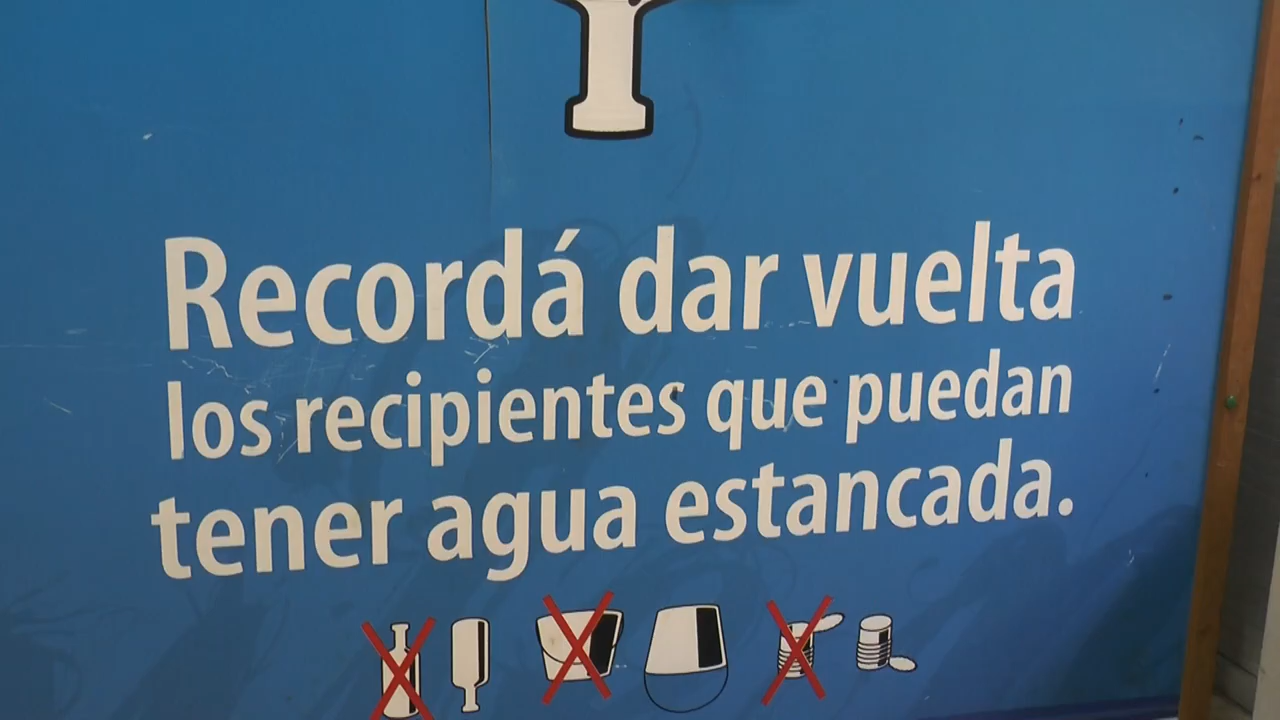 Recordá dar vuelta
los recipientes que puedan
tener agua estancada.